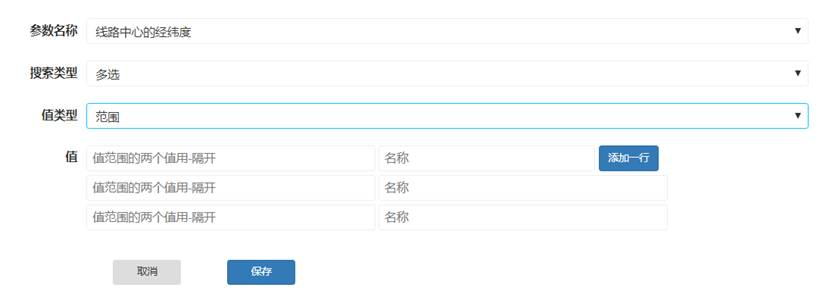 参数名称 线路中心的经纬度
搜索类型 多选
值类型 范围
值 值范围的两个值用-隔开 名称 添加一行
值范围的两个值用-隔开 名称
值范围的两个值用-隔开 名称
取消 保存